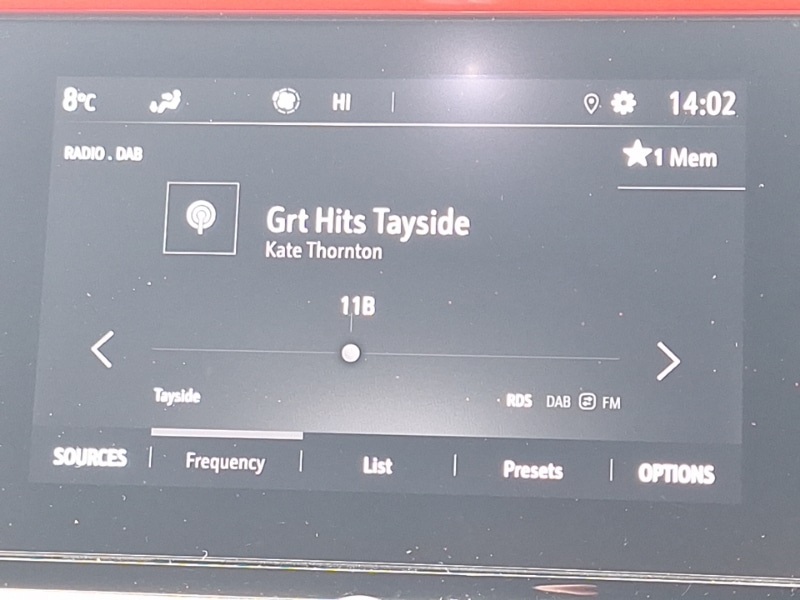 8°C HI 14:02
RADIO . DAB
★1 Mem
Grt Hits Tayside
Kate Thornton
11B
Tayside
RDS DAB FM
SOURCES Frequency List Presets OPTIONS